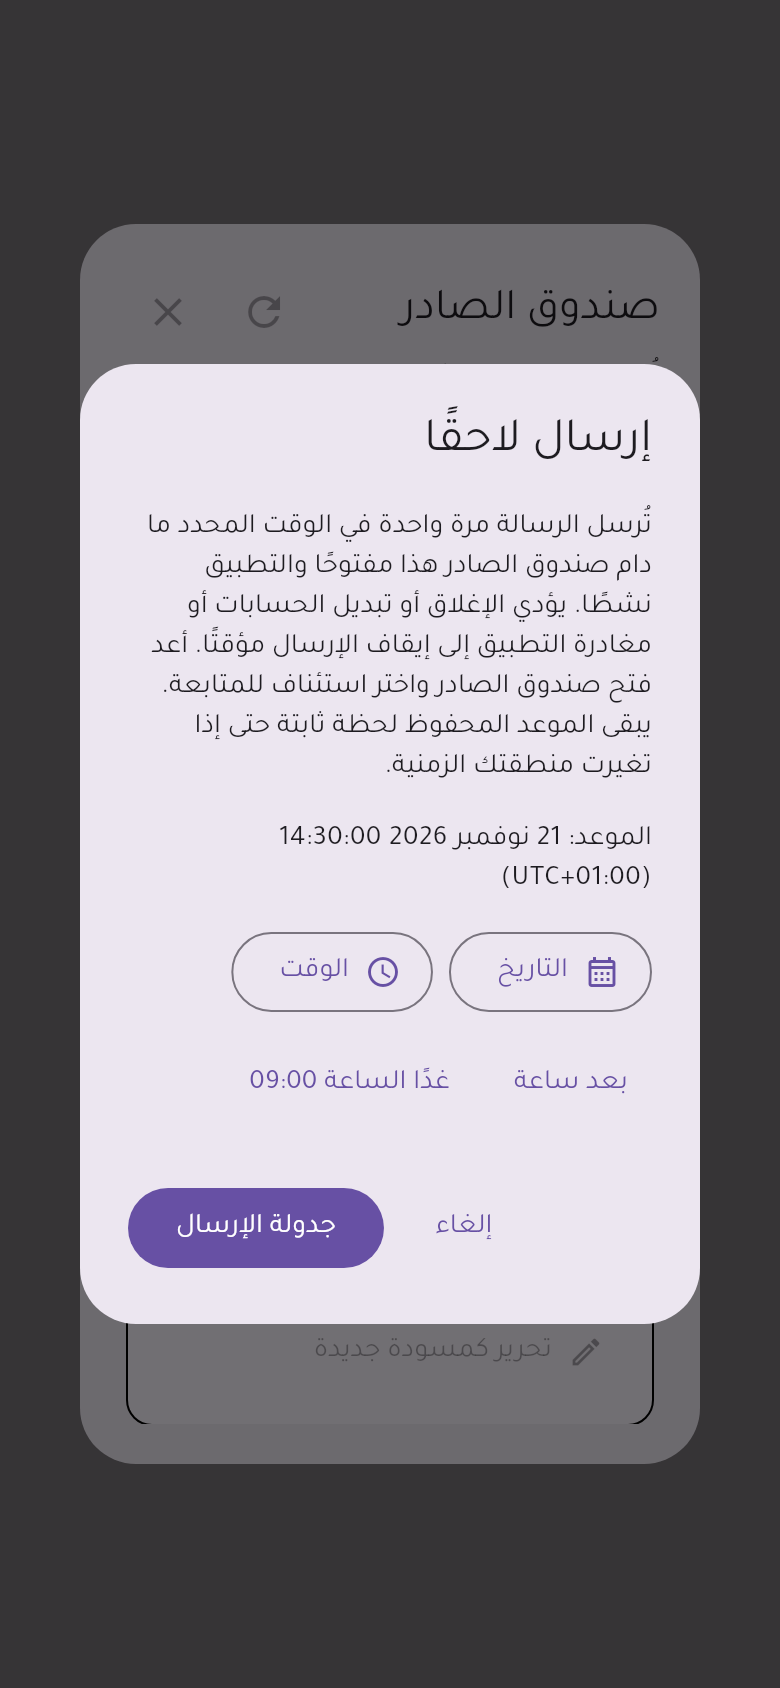 صندوق الصادر
إرسال لاحقًا
تُرسل الرسالة مرة واحدة في الوقت المحدد ما
دام صندوق الصادر هذا مفتوحًا والتطبيق
نشطًا. يؤدي الإغلاق أو تبديل الحسابات أو
مغادرة التطبيق إلى إيقاف الإرسال مؤقتًا. أعد
فتح صندوق الصادر واختر استئناف للمتابعة.
يبقى الموعد المحفوظ لحظة ثابتة حتى إذا
تغيرت منطقتك الزمنية.
الموعد: 21 نوفمبر 2026 14:30:00
(UTC+01:00)
التاريخ
الوقت
بعد ساعة
غدًا الساعة 09:00
إلغاء
جدولة الإرسال
تحرير كمسودة جديدة